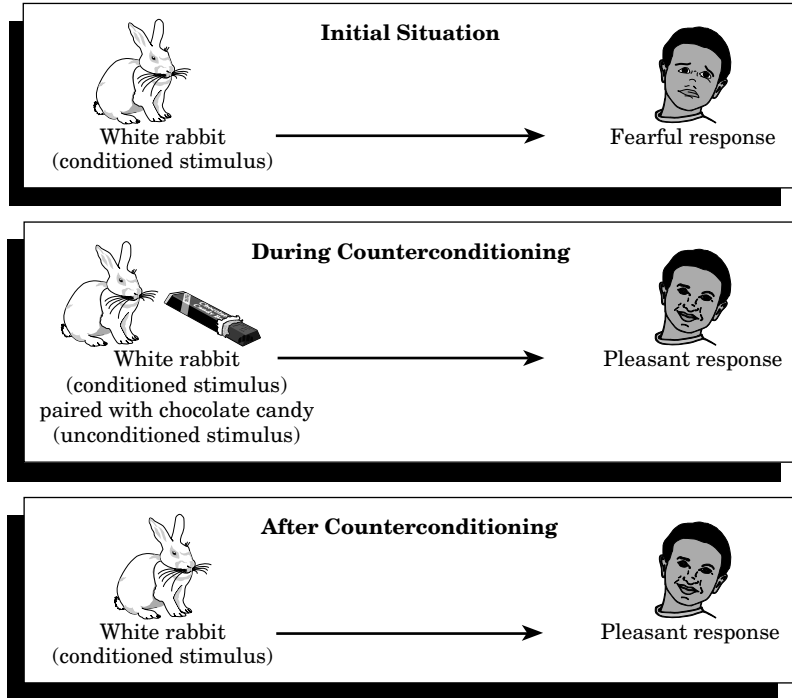 Initial Situation
White rabbit
(conditioned stimulus)
Fearful response
During Counterconditioning
White rabbit
(conditioned stimulus)
paired with chocolate candy
(unconditioned stimulus)
Pleasant response
After Counterconditioning
White rabbit
(conditioned stimulus)
Pleasant response